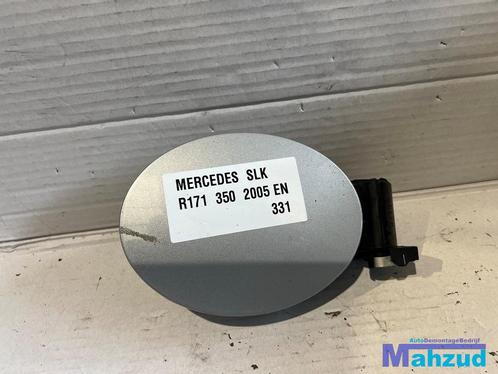 MERCEDES SLK
R171 350 2005 EN
331
AutoDemontageBedrijf
Mahzud